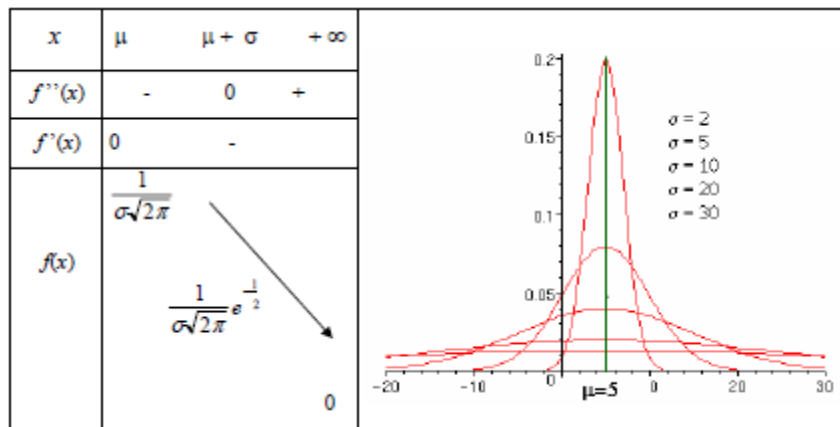 x μ μ + σ + ∞
f’’(x) - 0 +
f’(x) 0 -
f(x)
1
σ√2π
1
σ√2π e -1/2
0
0.2
0.15
0.1
0.05
0
σ = 2
σ = 5
σ = 10
σ = 20
σ = 30
-20 -10 0 0 20 30
μ=5